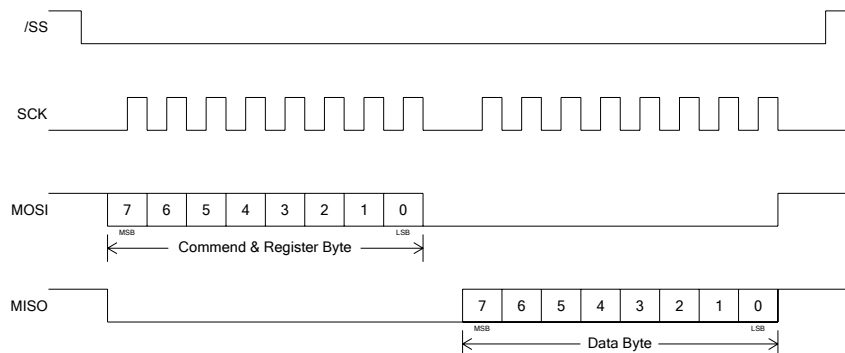 /SS
SCK
MOSI 7 6 5 4 3 2 1 0
MSB LSB
Commend & Register Byte
MISO 7 6 5 4 3 2 1 0
MSB LSB
Data Byte